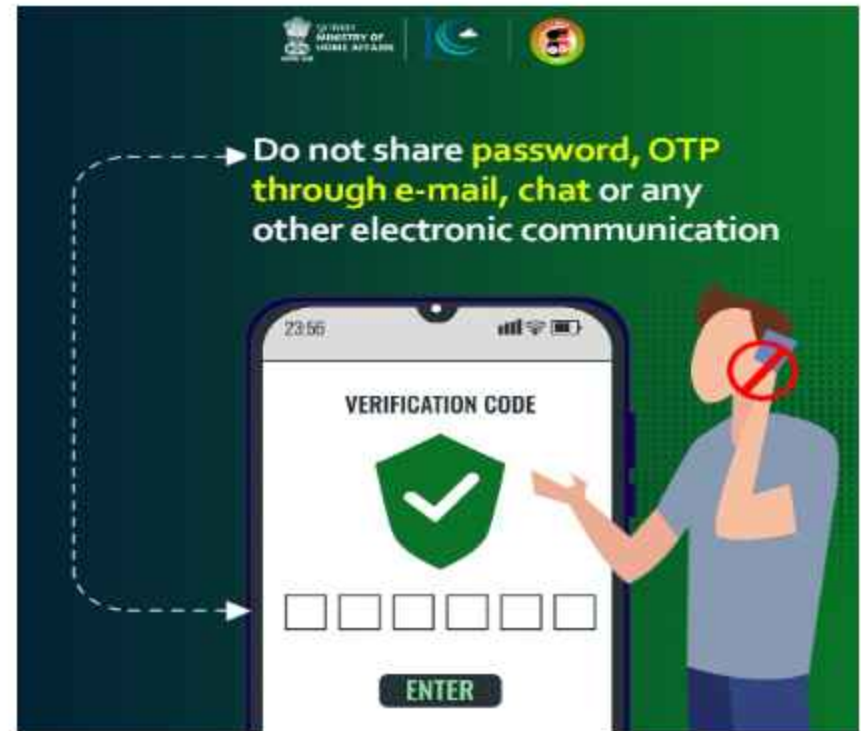 MINISTRY OF
HOME AFFAIRS
Do not share password, OTP
through e-mail, chat or any
other electronic communication
23:56
VERIFICATION CODE
ENTER